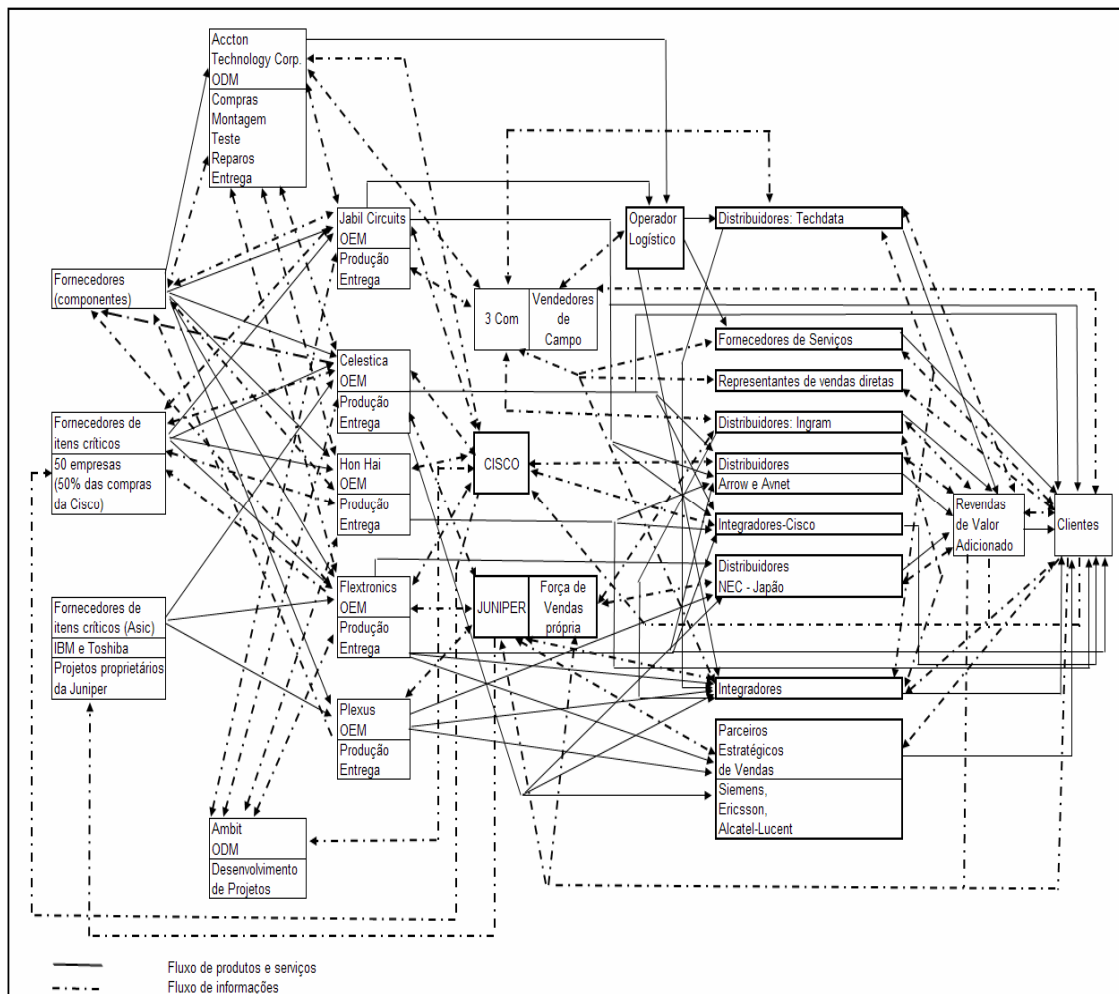 Accton
Technology Corp.
ODM
Compras
Montagem
Teste
Reparos
Entrega
Jabil Circuits
OEM
Produção
Entrega
Operador
Logístico
Distribuidores: Techdata
Fornecedores
(componentes)
3 Com
Vendedores
de
Campo
Fornecedores de Serviços
Celestica
OEM
Produção
Entrega
Representantes de vendas diretas
Fornecedores de
itens críticos
50 empresas
(50% das compras
da Cisco)
Distribuidores: Ingram
Hon Hai
OEM
Produção
Entrega
CISCO
Distribuidores
Arrow e Avnet
Integradores-Cisco
Revendas
de Valor
Adicionado
Clientes
Distribuidores
NEC - Japão
Fornecedores de
itens críticos (Asic)
IBM e Toshiba
Projetos proprietários
da Juniper
Flextronics
OEM
Produção
Entrega
JUNIPER
Força de
Vendas
própria
Integradores
Plexus
OEM
Produção
Entrega
Parceiros
Estratégicos
de Vendas
Siemens,
Ericsson,
Alcatel-Lucent
Ambit
ODM
Desenvolvimento
de Projetos
Fluxo de produtos e serviços
Fluxo de informações